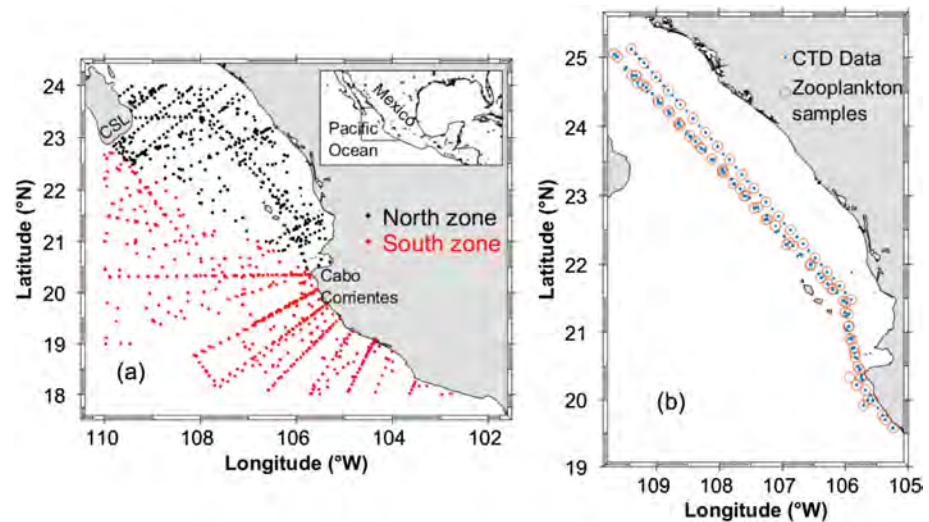 24
23
22
21
20
19
18
Latitude (°N)
CSL
Mexico
Pacific
Ocean
North zone
South zone
Cabo
Corrientes
(a)
110
108
106
104
102
Longitude (°W)
25
24
23
22
21
20
19
Latitude (°N)
CTD Data
Zooplankton
samples
(b)
109
108
107
106
105
Longitude (°W)